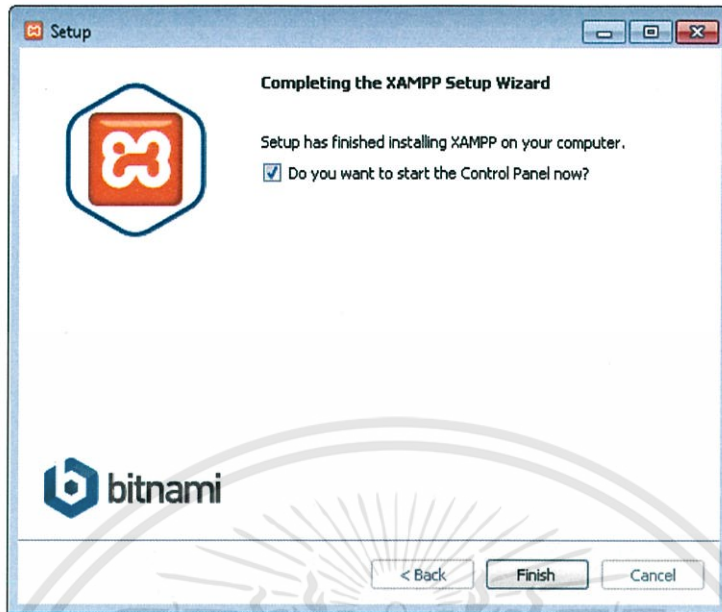 Setup
Completing the XAMPP Setup Wizard
Setup has finished installing XAMPP on your computer.
Do you want to start the Control Panel now?
bitnami
< Back
Finish
Cancel